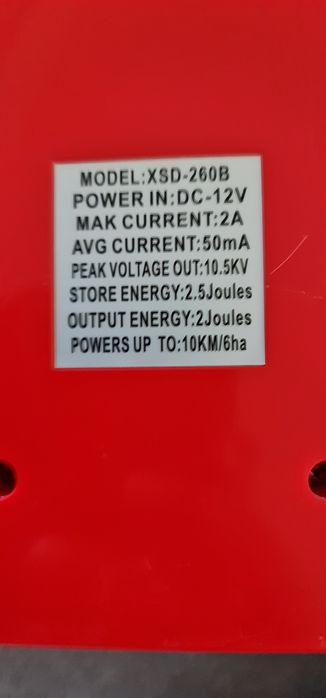 MODEL:XSD-260B
POWER IN:DC-12V
MAK CURRENT:2A
AVG CURRENT:50mA
PEAK VOLTAGE OUT:10.5KV
STORE ENERGY:2.5Joules
OUTPUT ENERGY:2Joules
POWERS UP TO:10KM/6ha